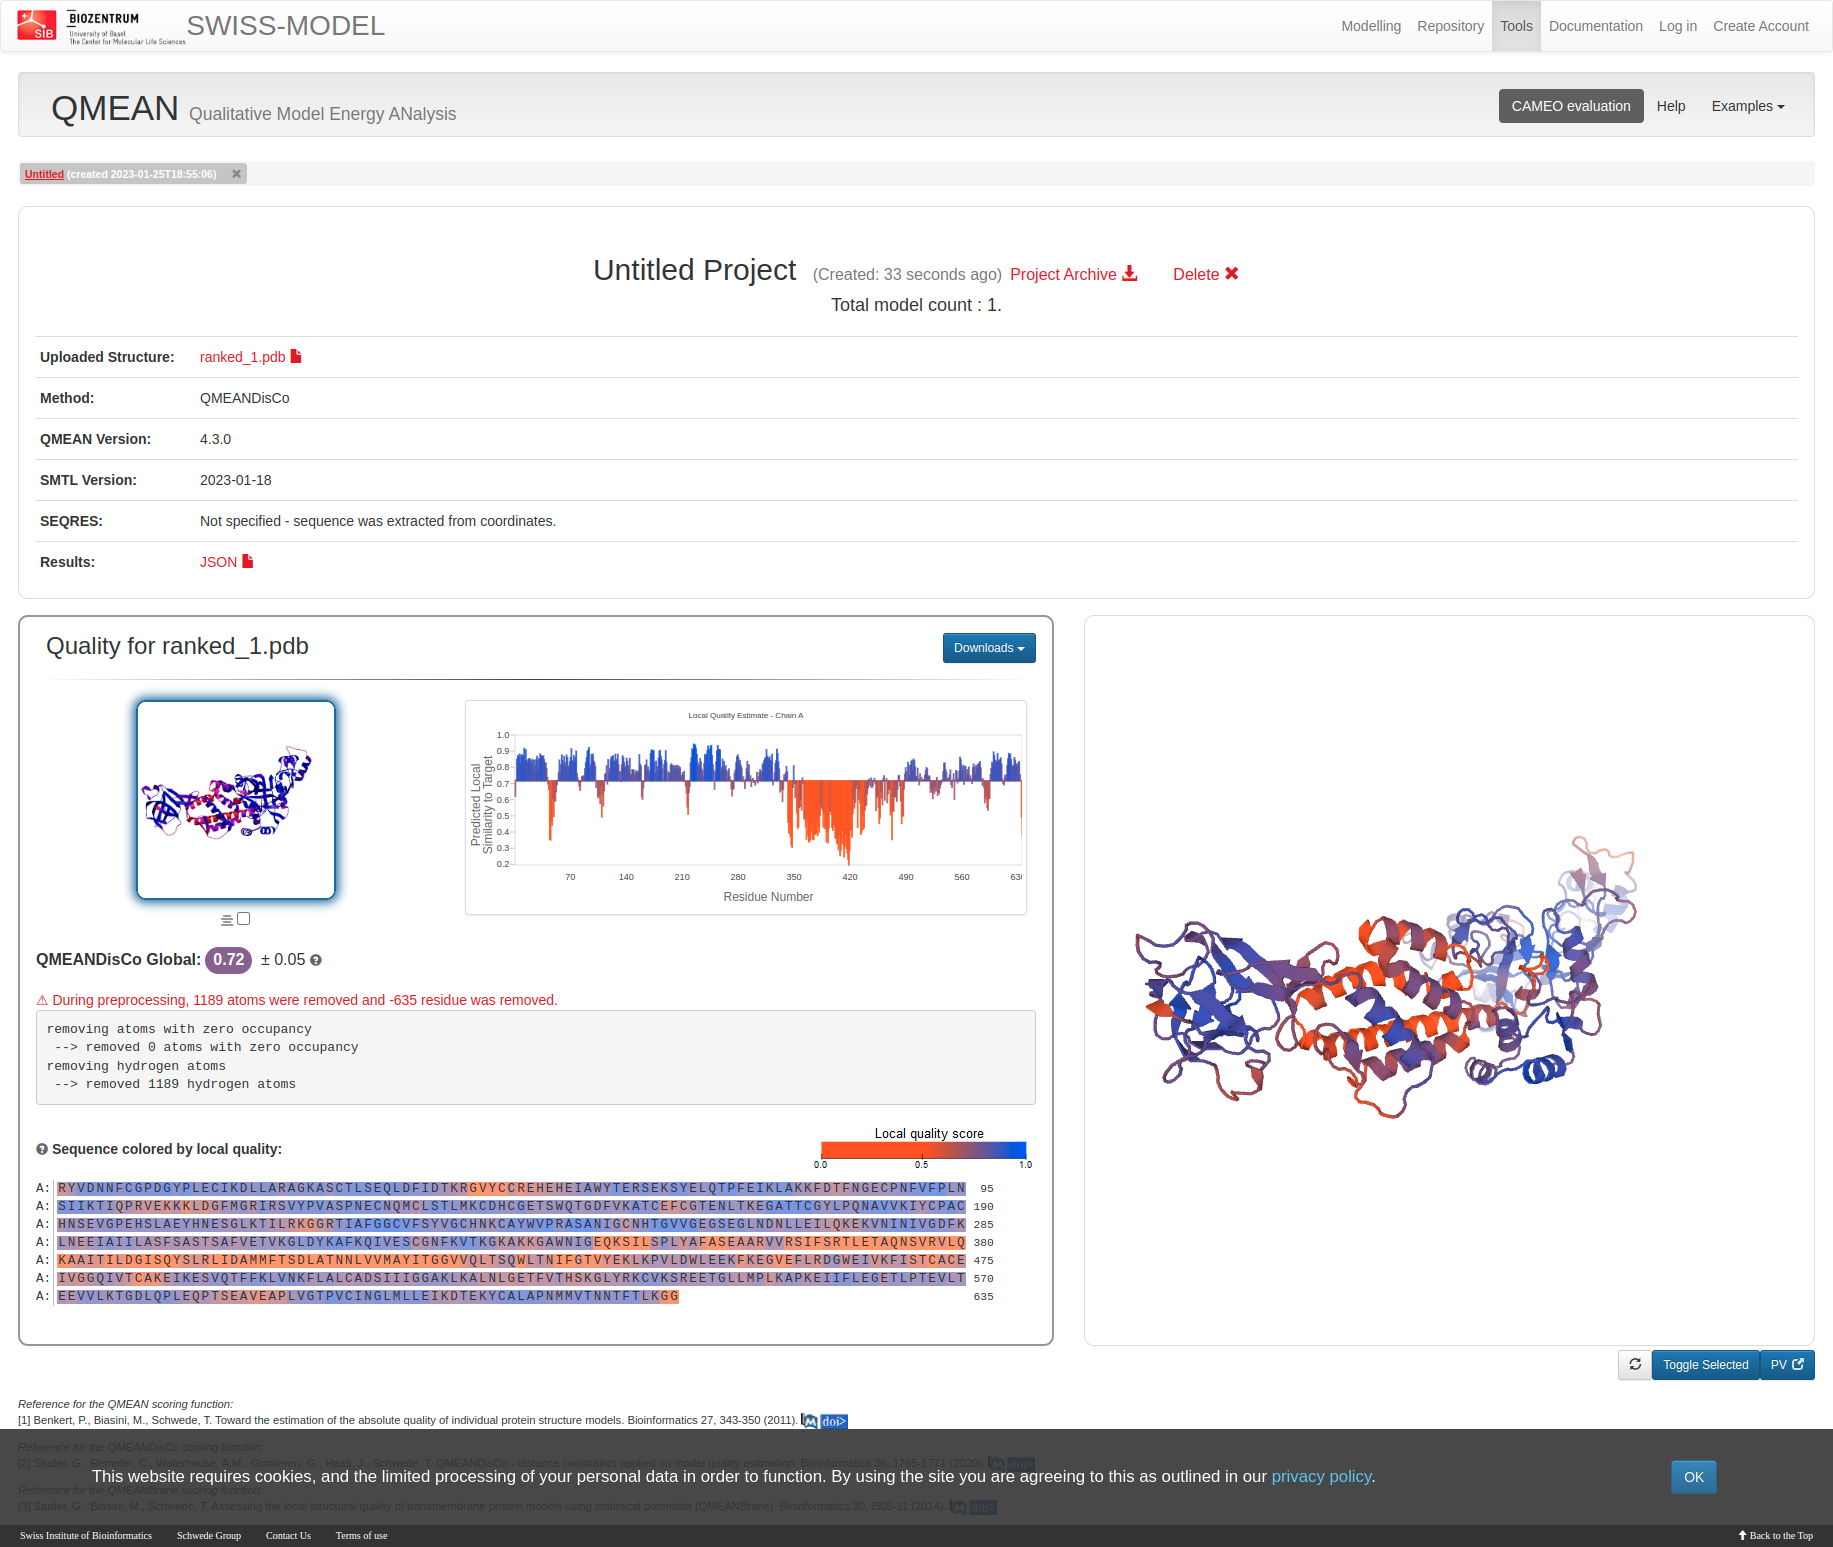 SIB
BIOZENTRUM
University of Basel
The Center for Molecular Life Sciences
SWISS-MODEL
Modelling Repository Tools Documentation Log in Create Account
QMEAN Qualitative Model Energy ANalysis
CAMEO evaluation Help Examples
Untitled (created 2023-01-25T18:55:06) ✖
Untitled Project (Created: 33 seconds ago) Project Archive Delete ✖
Total model count : 1.
Uploaded Structure: ranked_1.pdb
Method: QMEANDisCo
QMEAN Version: 4.3.0
SMTL Version: 2023-01-18
SEQRES: Not specified - sequence was extracted from coordinates.
Results: JSON
Quality for ranked_1.pdb
Downloads
Local Quality Estimate - Chain A
Predicted Local
Similarity to Target
1.0
0.9
0.8
0.7
0.6
0.5
0.4
0.3
0.2
70 140 210 280 350 420 490 560
Residue Number
QMEANDisCo Global: 0.72 ± 0.05
⚠ During preprocessing, 1189 atoms were removed and -635 residue was removed.
removing atoms with zero occupancy
--> removed 0 atoms with zero occupancy
removing hydrogen atoms
--> removed 1189 hydrogen atoms
Sequence colored by local quality:
Local quality score
0.0 0.5 1.0
A: RYVDNNFCGPDGYPLECIKDLLARAGKASCTLSEQLDFIDTKRGVYCCREHEHEIAWYTERSEKSYELQTPFEIKLAKKFDTFNGECPNFVFPLN 95
A: SIIKTIQPRVEKKKLDGFMGRIRSVYPVASPNECNQMCLSTLMKCDHCGETSWQTGDFVKATCEFCGTENLTKEGATTCGYLPQNAVVKIYCPAC 190
A: HNSEVGPEHSLAEYHNESGLKTILRKGGRTIAFGGCVFSYVGCHNKCAYWVPRASANIGCNHTGVVGEGSEGLNDNLLEILQKEKVNINIVGDFK 285
A: LNEEIAIILASFSASTSAFVETVKGLDYKAFKQIVESCGNFKVTKGKAKKGAWNIGEQKSILSPLYAFASEAARVVRSIFSRTLETAQNSVRVLQ 380
A: KAAITILDGISQYSLRLIDAMMFTSDLATNNLVVMAYITGGVVQLTSQWLTNIFGTVYEKLKPVLDWLEEKFKEGVEFLRDGWEIVKFISTCACE 475
A: IVGGQIVTCAKEIKESVQTFFKLVNKFLALCADSIIIGGAKLKALNLGETFVTHSKGLYRKCVKSREETGLLMPLKAPKEIIFLEGETLPTEVLT 570
A: EEVVLKTGDLQPLEQPTSEAVEAPLVGTPVCINGLMLLEIKDTEKYCALAPNMMVTNNTFTLKGG 635
Toggle Selected PV
Reference for the QMEAN scoring function:
[1] Benkert, P., Biasini, M., Schwede, T. Toward the estimation of the absolute quality of individual protein structure models. Bioinformatics 27, 343-350 (2011). doi>
Reference for the QMEANDisCo scoring function:
[2] Studer, G., Rempfer, C., Waterhouse, A.M., Gumienny, G., Haas, J., Schwede, T. QMEANDisCo - distance constraints applied on model quality estimation. Bioinformatics 36, 1765-1771 (2020). doi>
This website requires cookies, and the limited processing of your personal data in order to function. By using the site you are agreeing to this as outlined in our privacy policy. OK
Reference for the QMEANBrane scoring function:
[3] Studer, G., Biasini, M., Schwede, T. Assessing the local structural quality of transmembrane protein models using statistical potentials (QMEANBrane). Bioinformatics 30, i505-11 (2014). doi>
Swiss Institute of Bioinformatics Schwede Group Contact Us Terms of use Back to the Top